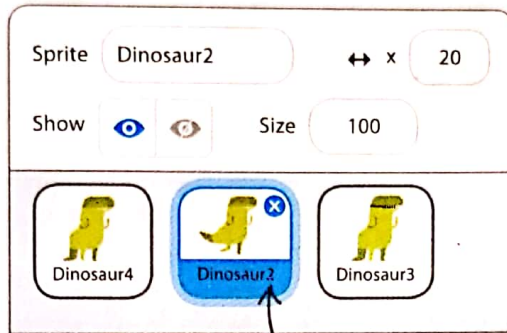 Sprite Dinosaur2 ↔ x 20
Show Size 100
Dinosaur4 Dinosaur2 Dinosaur3